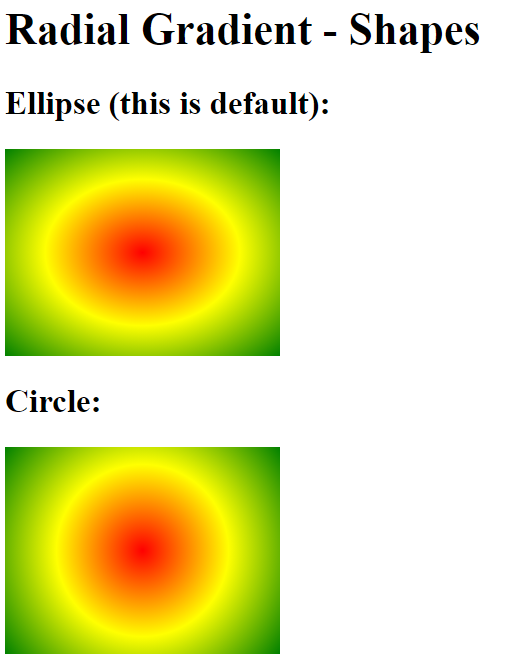 Radial Gradient - Shapes
Ellipse (this is default):
Circle: